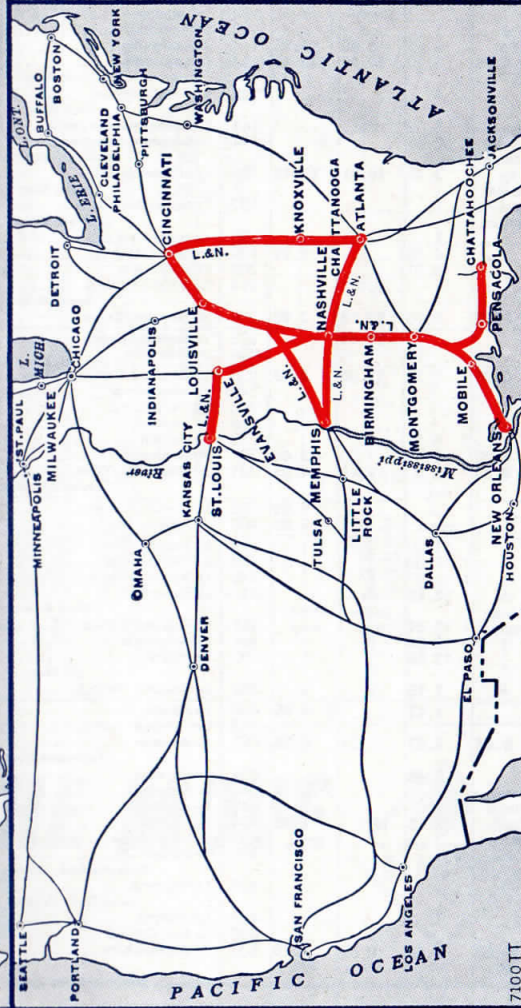 SEATTLE
PORTLAND
SAN FRANCISCO
LOS ANGELES
PACIFIC OCEAN
ST. PAUL
MINNEAPOLIS
MILWAUKEE
L. MICH.
CHICAGO
OMAHA
DENVER
KANSAS CITY
ST. LOUIS
River
Mississippi
TULSA
LITTLE ROCK
DALLAS
EL PASO
HOUSTON
NEW ORLEANS
DETROIT
INDIANAPOLIS
LOUISVILLE
EVANSVILLE
MEMPHIS
L. & N.
L. & N.
L. & N.
L. & N.
L. & N.
L. & N.
CINCINNATI
KNOXVILLE
NASHVILLE
CHATTANOOGA
ATLANTA
BIRMINGHAM
MONTGOMERY
MOBILE
PENSACOLA
CHATTAHOOCHEE
JACKSONVILLE
L. ONT.
L. ERIE
BUFFALO
BOSTON
NEW YORK
CLEVELAND
PHILADELPHIA
PITTSBURGH
WASHINGTON
ATLANTIC OCEAN
7100TT